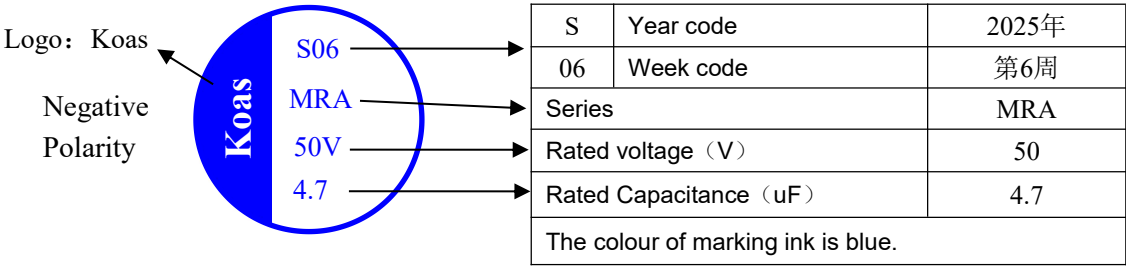 Logo：Koas
Negative
Polarity
Koas
S06
MRA
50V
4.7
S Year code 2025年
06 Week code 第6周
Series MRA
Rated voltage（V） 50
Rated Capacitance（uF） 4.7
The colour of marking ink is blue.